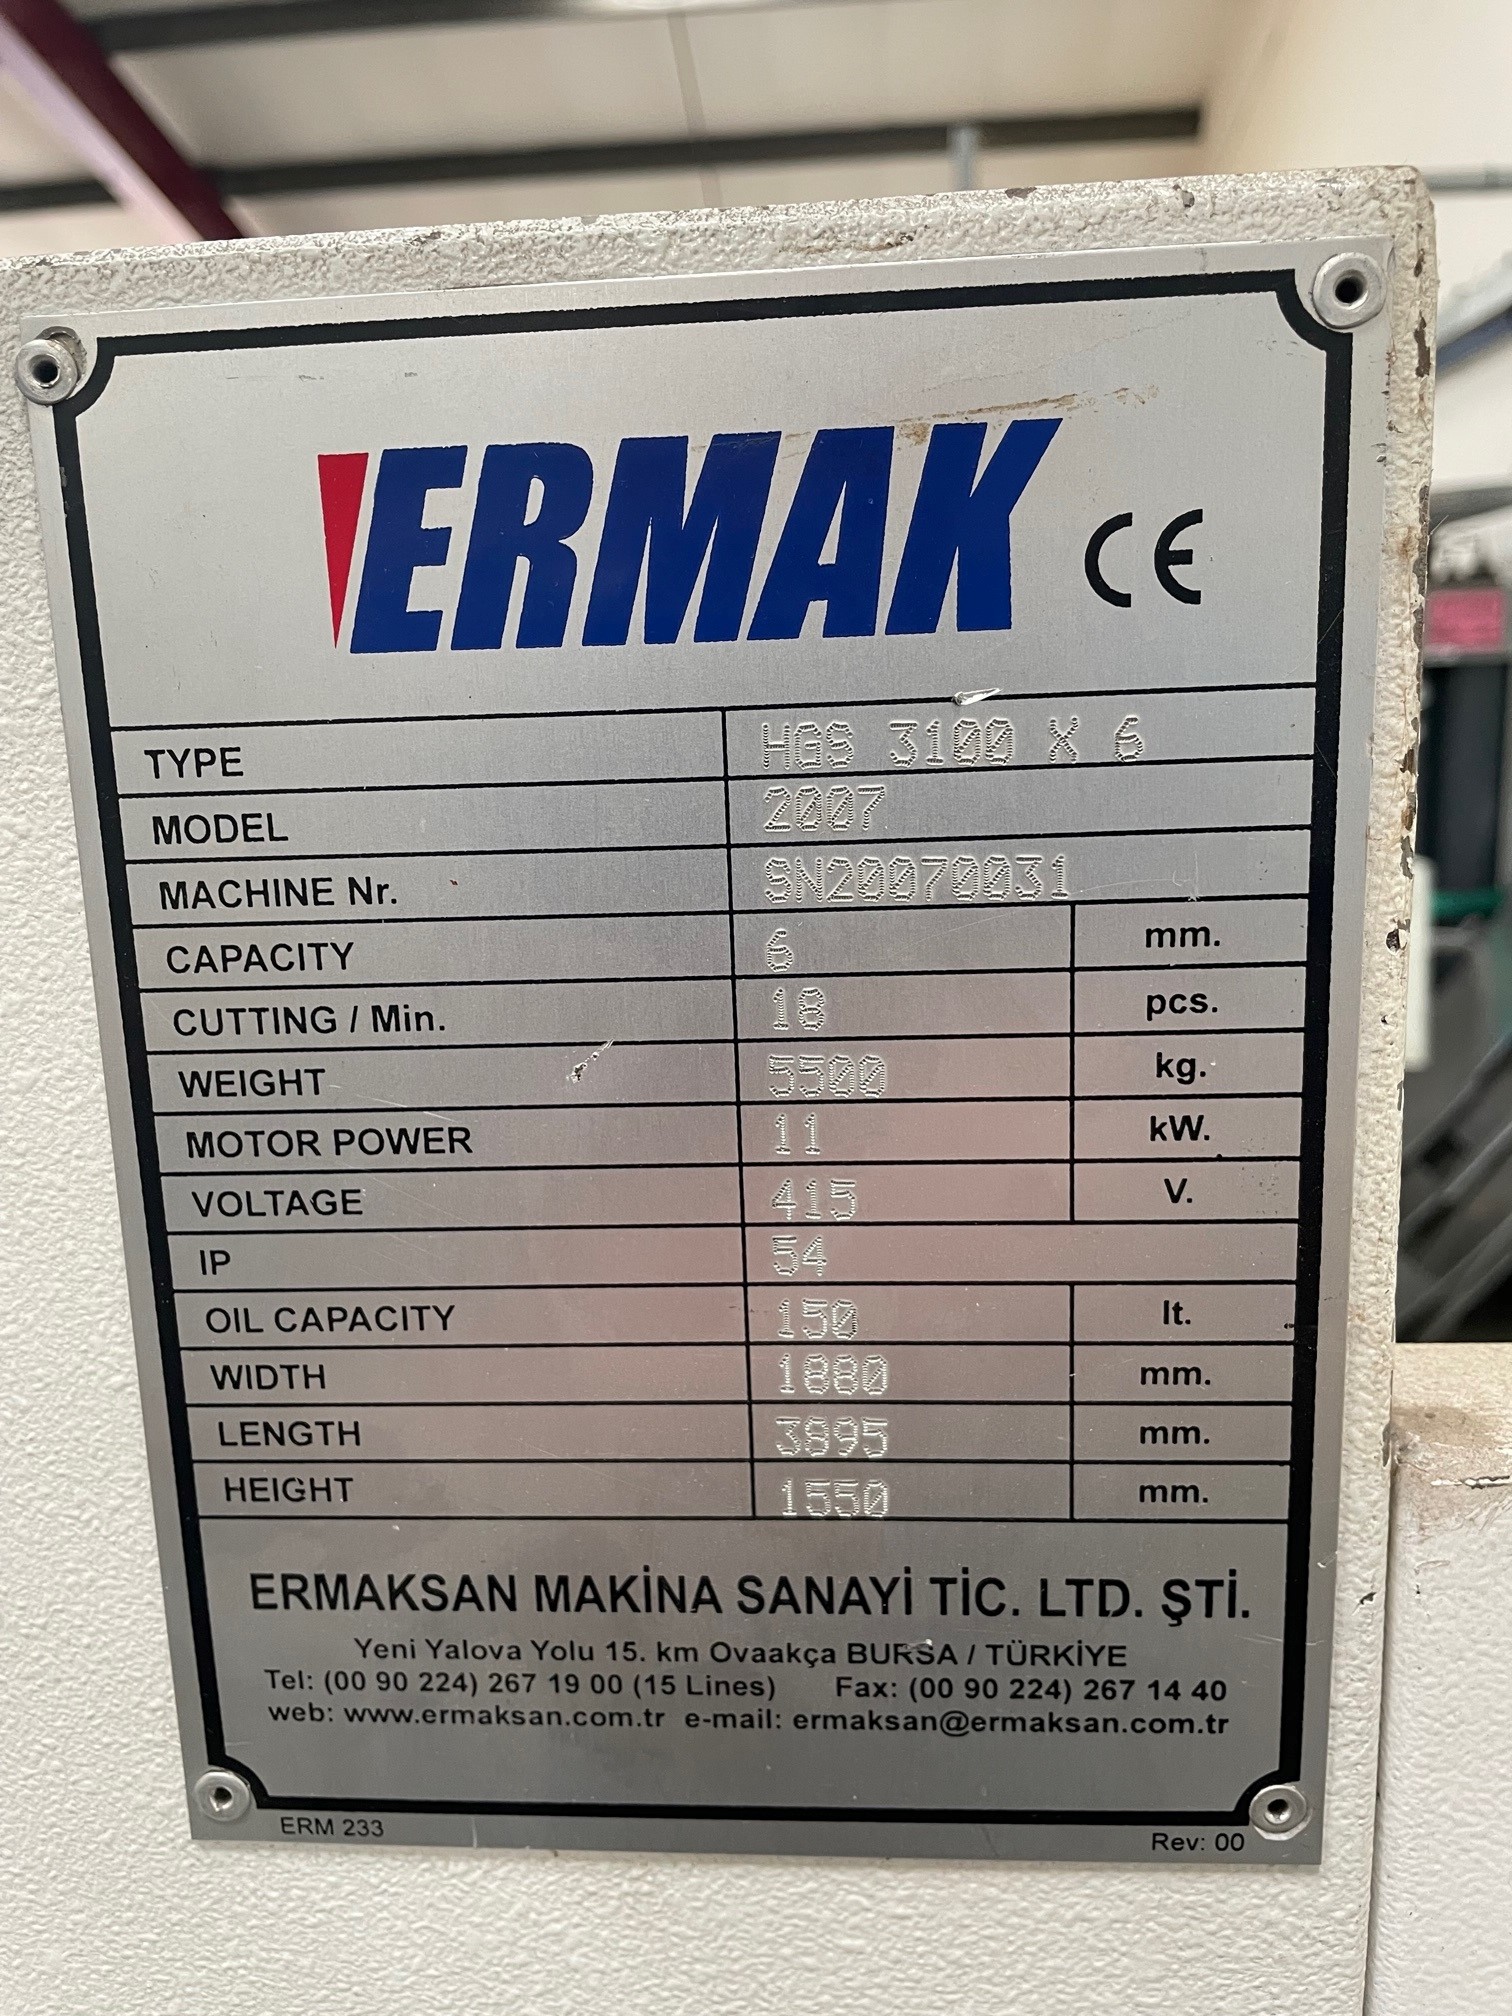 ERMAK CE
TYPE HGS 3100 X 6
MODEL 2007
MACHINE Nr. SN20070031
CAPACITY 6 mm.
CUTTING / Min. 18 pcs.
WEIGHT 5500 kg.
MOTOR POWER 11 kW.
VOLTAGE 415 V.
IP 54
OIL CAPACITY 150 lt.
WIDTH 1880 mm.
LENGTH 3895 mm.
HEIGHT 1550 mm.
ERMAKSAN MAKİNA SANAYİ TİC. LTD. ŞTİ.
Yeni Yalova Yolu 15. km Ovaakça BURSA / TÜRKİYE
Tel: (00 90 224) 267 19 00 (15 Lines) Fax: (00 90 224) 267 14 40
web: www.ermaksan.com.tr e-mail: ermaksan@ermaksan.com.tr
ERM 233 Rev: 00